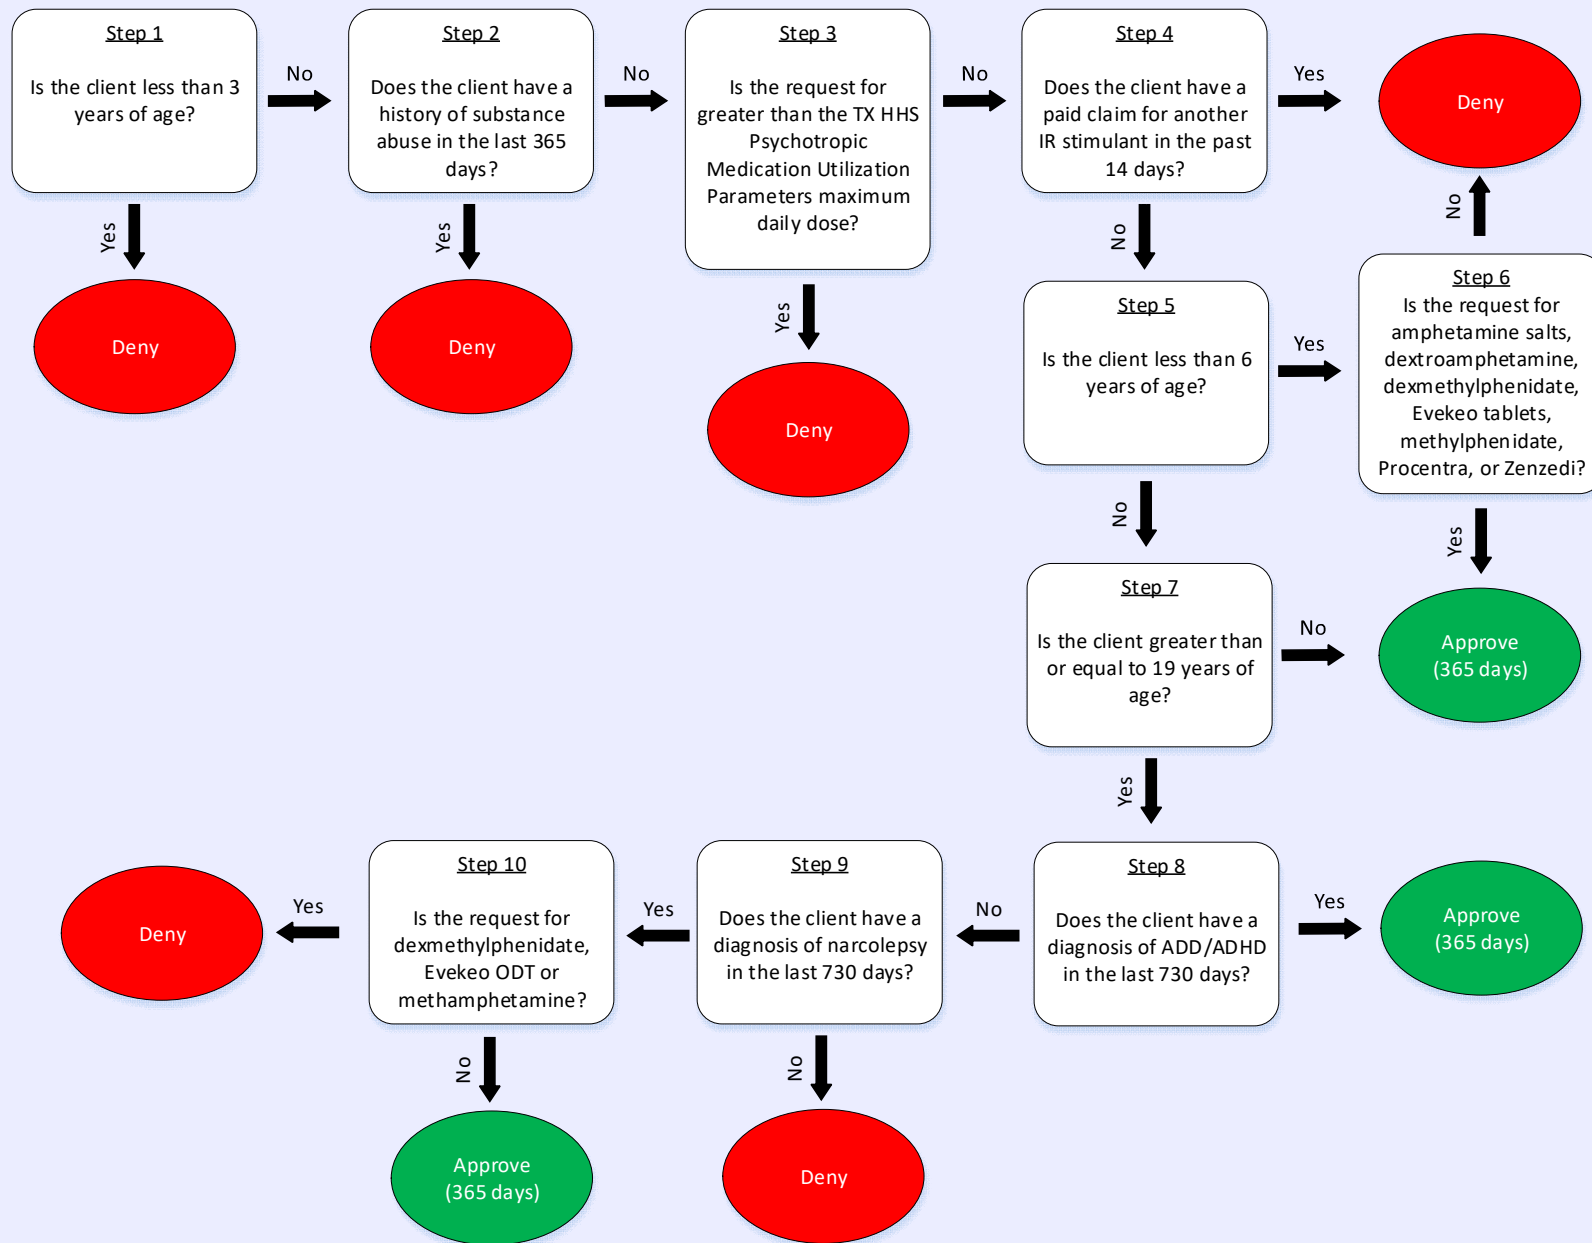 Step 1
Is the client less than 3
years of age?
No
Yes
Deny
Step 2
Does the client have a
history of substance
abuse in the last 365
days?
No
Yes
Deny
Step 3
Is the request for
greater than the TX HHS
Psychotropic
Medication Utilization
Parameters maximum
daily dose?
No
Yes
Deny
Step 4
Does the client have a
paid claim for another
IR stimulant in the past
14 days?
Yes
Deny
No
Step 5
Is the client less than 6
years of age?
Yes
No
Step 6
Is the request for
amphetamine salts,
dextroamphetamine,
dexmethylphenidate,
Evekeo tablets,
methylphenidate,
Procentra, or Zenzedi?
No
Yes
Approve
(365 days)
Step 7
Is the client greater than
or equal to 19 years of
age?
No
Yes
Step 8
Does the client have a
diagnosis of ADD/ADHD
in the last 730 days?
Yes
Approve
(365 days)
No
Step 9
Does the client have a
diagnosis of narcolepsy
in the last 730 days?
Yes
No
Deny
Step 10
Is the request for
dexmethylphenidate,
Evekeo ODT or
methamphetamine?
Yes
Deny
No
Approve
(365 days)